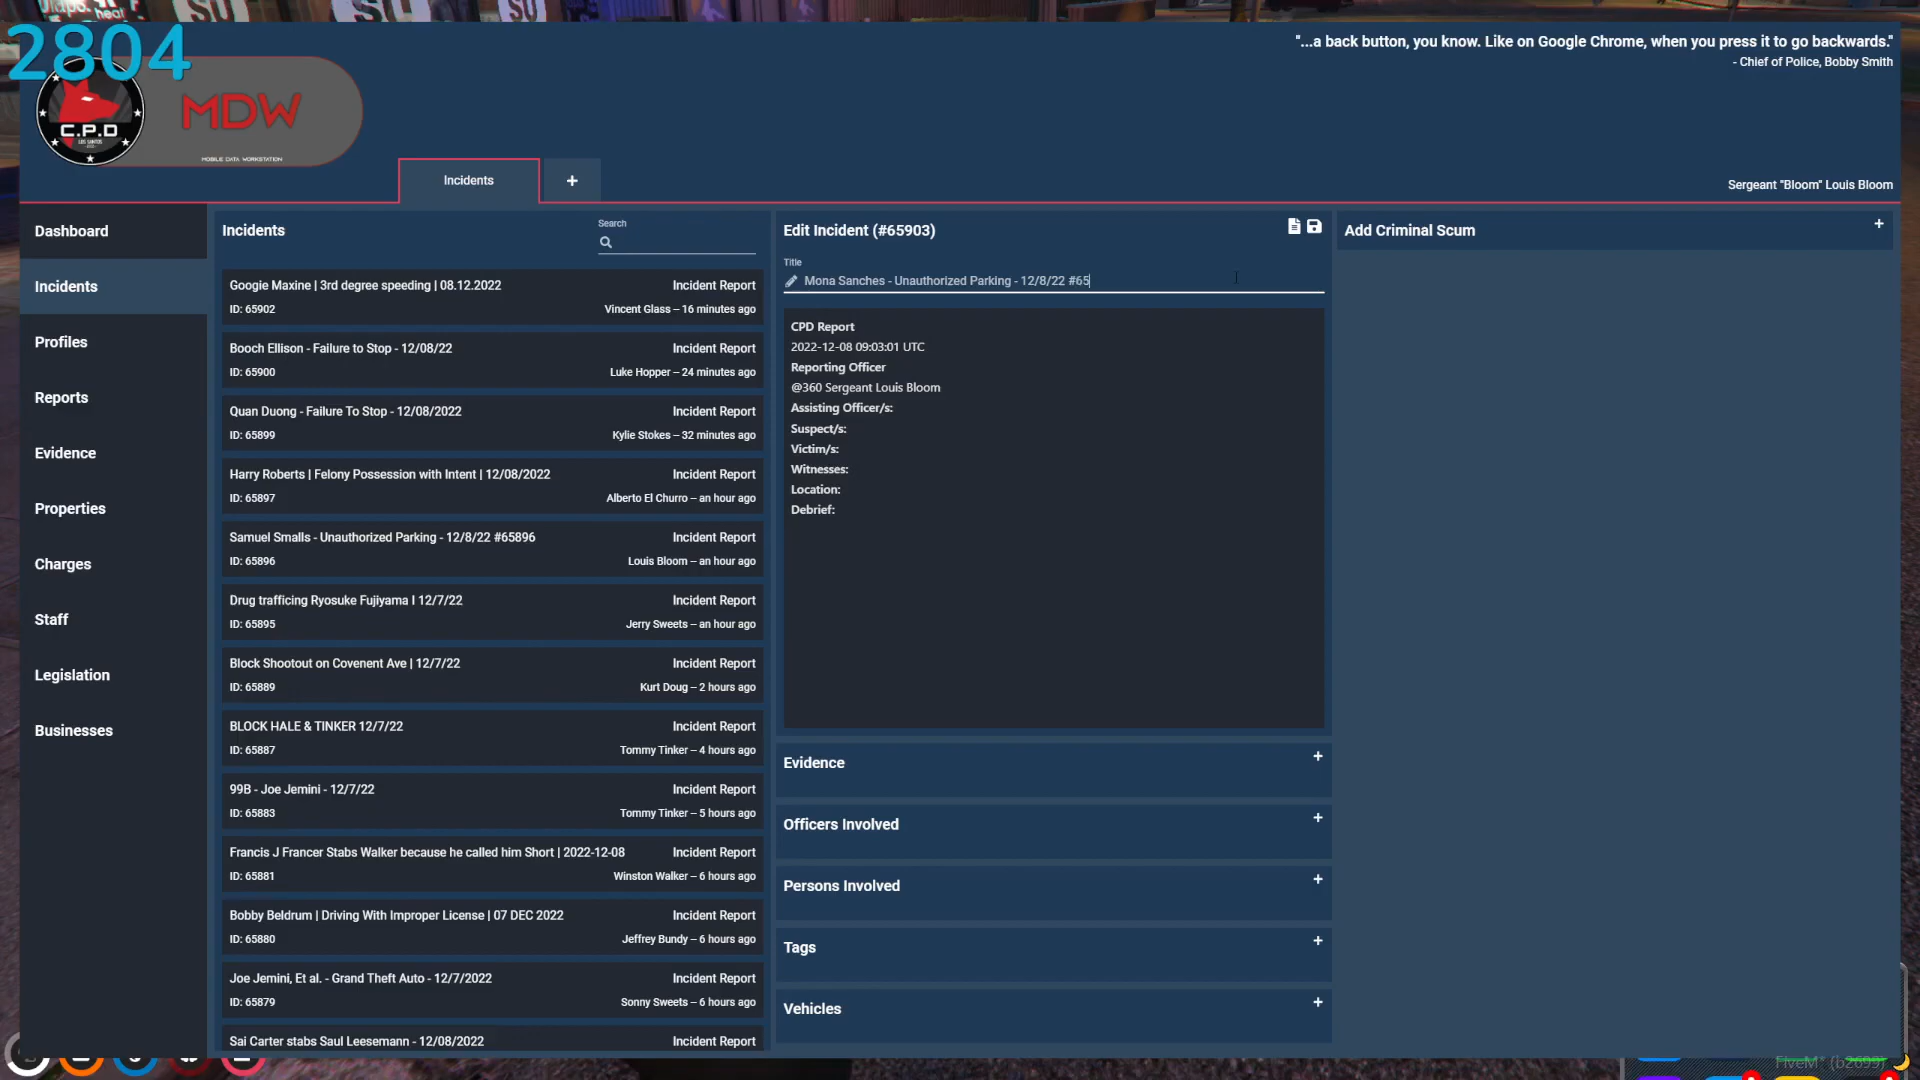 2804
"...a back button, you know. Like on Google Chrome, when you press it to go backwards."
- Chief of Police, Bobby Smith
C.P.D
LOS SANTOS
MDW
MOBILE DATA WORKSTATION
Incidents
+
Sergeant "Bloom" Louis Bloom
Dashboard
Incidents
Profiles
Reports
Evidence
Properties
Charges
Staff
Legislation
Businesses
Incidents
Search
Googie Maxine | 3rd degree speeding | 08.12.2022 Incident Report
ID: 65902 Vincent Glass – 16 minutes ago
Booch Ellison - Failure to Stop - 12/08/22 Incident Report
ID: 65900 Luke Hopper – 24 minutes ago
Quan Duong - Failure To Stop - 12/08/2022 Incident Report
ID: 65899 Kylie Stokes – 32 minutes ago
Harry Roberts | Felony Possession with Intent | 12/08/2022 Incident Report
ID: 65897 Alberto El Churro – an hour ago
Samuel Smalls - Unauthorized Parking - 12/8/22 #65896 Incident Report
ID: 65896 Louis Bloom – an hour ago
Drug trafficing Ryosuke Fujiyama I 12/7/22 Incident Report
ID: 65895 Jerry Sweets – an hour ago
Block Shootout on Covenent Ave | 12/7/22 Incident Report
ID: 65889 Kurt Doug – 2 hours ago
BLOCK HALE & TINKER 12/7/22 Incident Report
ID: 65887 Tommy Tinker – 4 hours ago
99B - Joe Jemini - 12/7/22 Incident Report
ID: 65883 Tommy Tinker – 5 hours ago
Francis J Francer Stabs Walker because he called him Short | 2022-12-08 Incident Report
ID: 65881 Winston Walker – 6 hours ago
Bobby Beldrum | Driving With Improper License | 07 DEC 2022 Incident Report
ID: 65880 Jeffrey Bundy – 6 hours ago
Joe Jemini, Et al. - Grand Theft Auto - 12/7/2022 Incident Report
ID: 65879 Sonny Sweets – 6 hours ago
Sai Carter stabs Saul Leesemann - 12/08/2022 Incident Report
Edit Incident (#65903)
Title
Mona Sanches - Unauthorized Parking - 12/8/22 #65
CPD Report
2022-12-08 09:03:01 UTC
Reporting Officer
@360 Sergeant Louis Bloom
Assisting Officer/s:
Suspect/s:
Victim/s:
Witnesses:
Location:
Debrief:
Evidence +
Officers Involved +
Persons Involved +
Tags +
Vehicles +
Add Criminal Scum +
FiveM* (b2699)